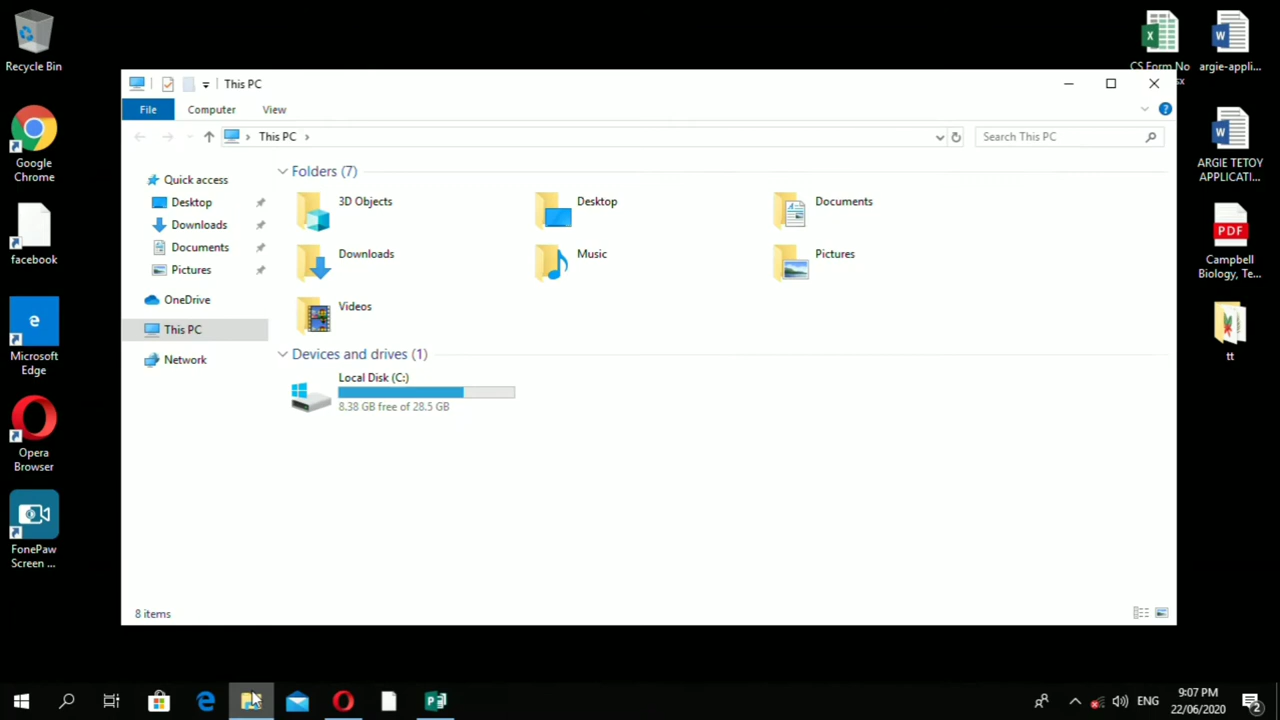 Recycle Bin
Google
Chrome
facebook
Microsoft
Edge
Opera
Browser
FonePaw
Screen ...
This PC
File
Computer
View
This PC
Search This PC
Quick access
Desktop
Downloads
Documents
Pictures
OneDrive
This PC
Network
Folders (7)
3D Objects
Desktop
Documents
Downloads
Music
Pictures
Videos
Devices and drives (1)
Local Disk (C:)
8.38 GB free of 28.5 GB
8 items
CS Form No
sx
argie-appli...
ARGIE TETOY
APPLICATI...
PDF
Campbell
Biology, Te...
tt
ENG
9:07 PM
22/06/2020
2